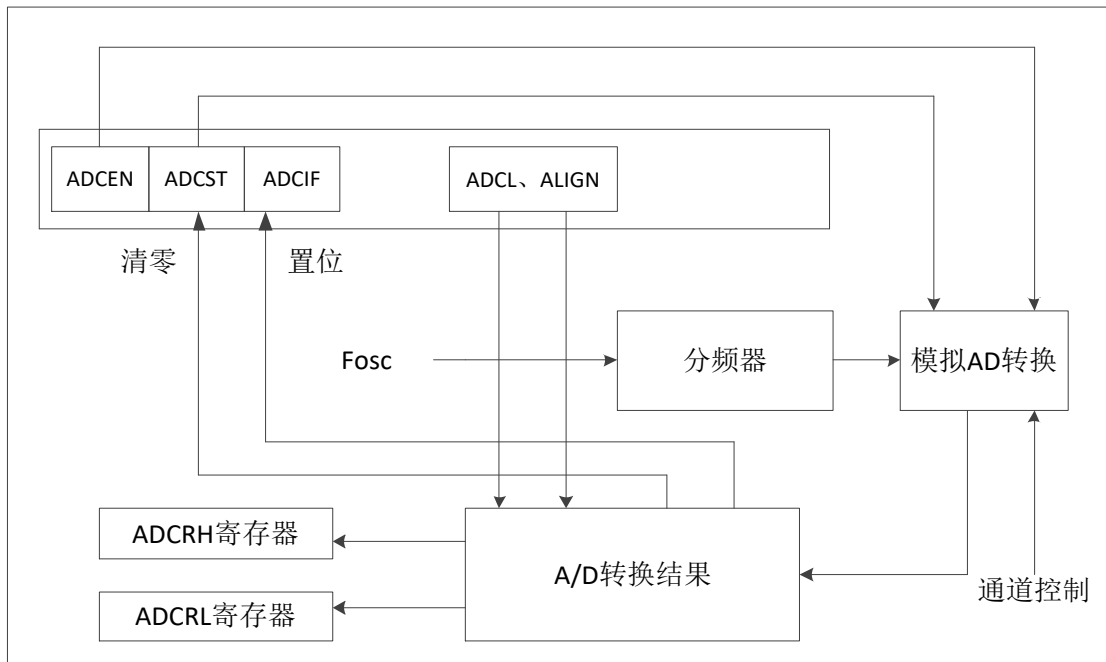 ADCEN
ADCST
ADCIF
ADCL、ALIGN
清零
置位
Fosc
分频器
模拟AD转换
ADCRH寄存器
A/D转换结果
ADCRL寄存器
通道控制